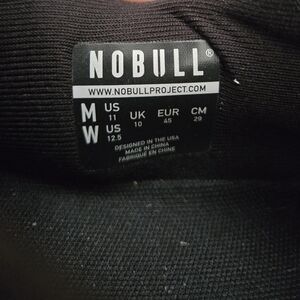 NOBULL®
WWW.NOBULLPROJECT.COM
M US 11 UK 10 EUR 45 CM 29
W US 12.5
DESIGNED IN THE USA
MADE IN CHINA
FABRIQUE EN CHINE